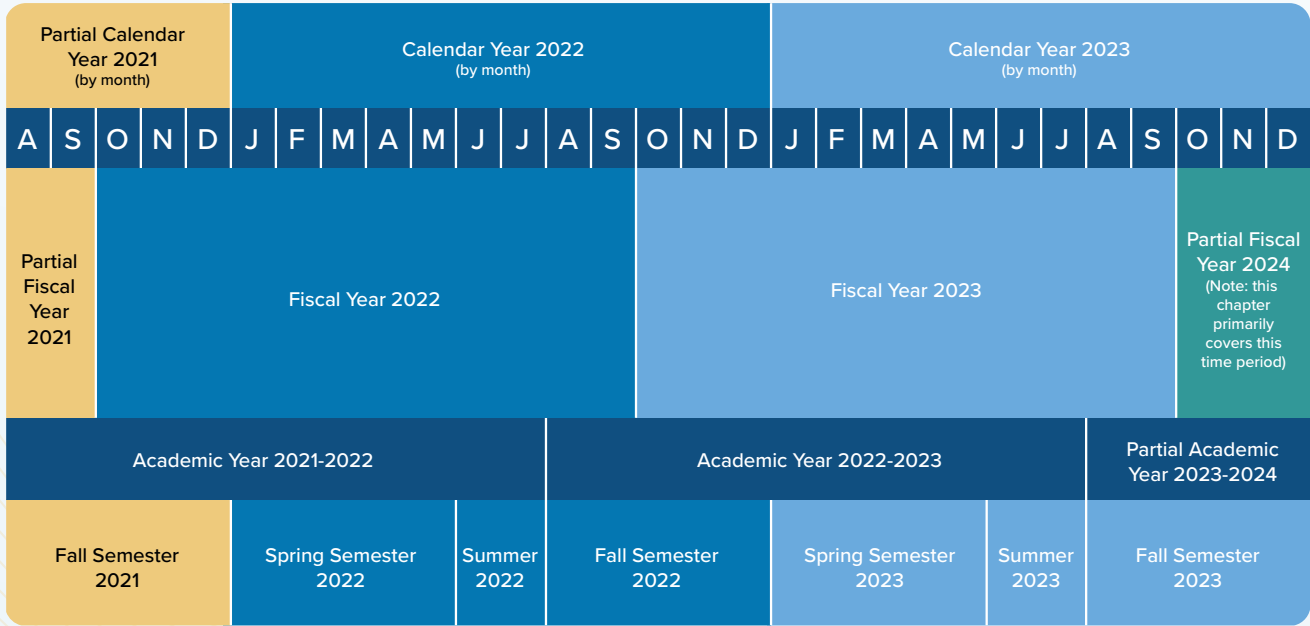 Partial Calendar
Year 2021
(by month)
Calendar Year 2022
(by month)
Calendar Year 2023
(by month)
A S O N D J F M A M J J A S O N D J F M A M J J A S O N D
Partial
Fiscal
Year
2021
Fiscal Year 2022
Fiscal Year 2023
Partial Fiscal
Year 2024
(Note: this
chapter
primarily
covers this
time period)
Academic Year 2021-2022
Academic Year 2022-2023
Partial Academic
Year 2023-2024
Fall Semester
2021
Spring Semester
2022
Summer
2022
Fall Semester
2022
Spring Semester
2023
Summer
2023
Fall Semester
2023